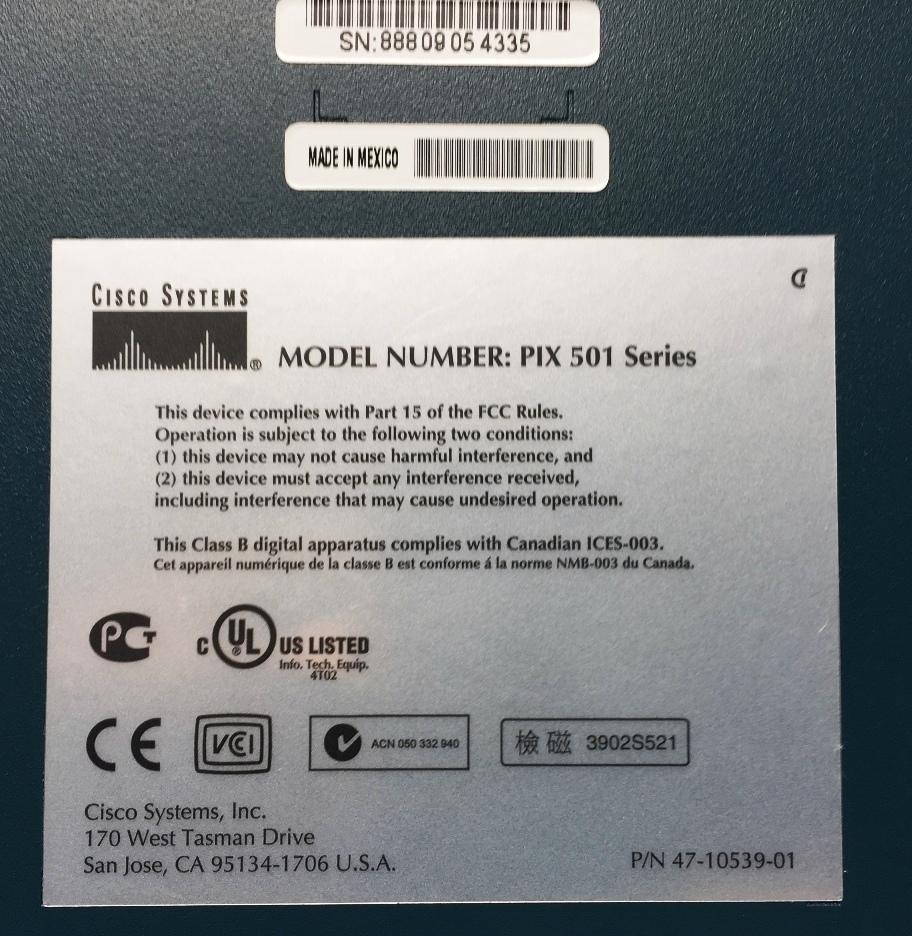 SN:888 09 05 4335
MADE IN MEXICO
CISCO SYSTEMS
® MODEL NUMBER: PIX 501 Series
This device complies with Part 15 of the FCC Rules.
Operation is subject to the following two conditions:
(1) this device may not cause harmful interference, and
(2) this device must accept any interference received,
including interference that may cause undesired operation.
This Class B digital apparatus complies with Canadian ICES-003.
Cet appareil numérique de la classe B est conforme á la norme NMB-003 du Canada.
PCT
C UL ® US LISTED
Info. Tech. Equip.
4T02
CE
VCI
ACN 050 332 940
檢磁 3902S521
Cisco Systems, Inc.
170 West Tasman Drive
San Jose, CA 95134-1706 U.S.A.
P/N 47-10539-01